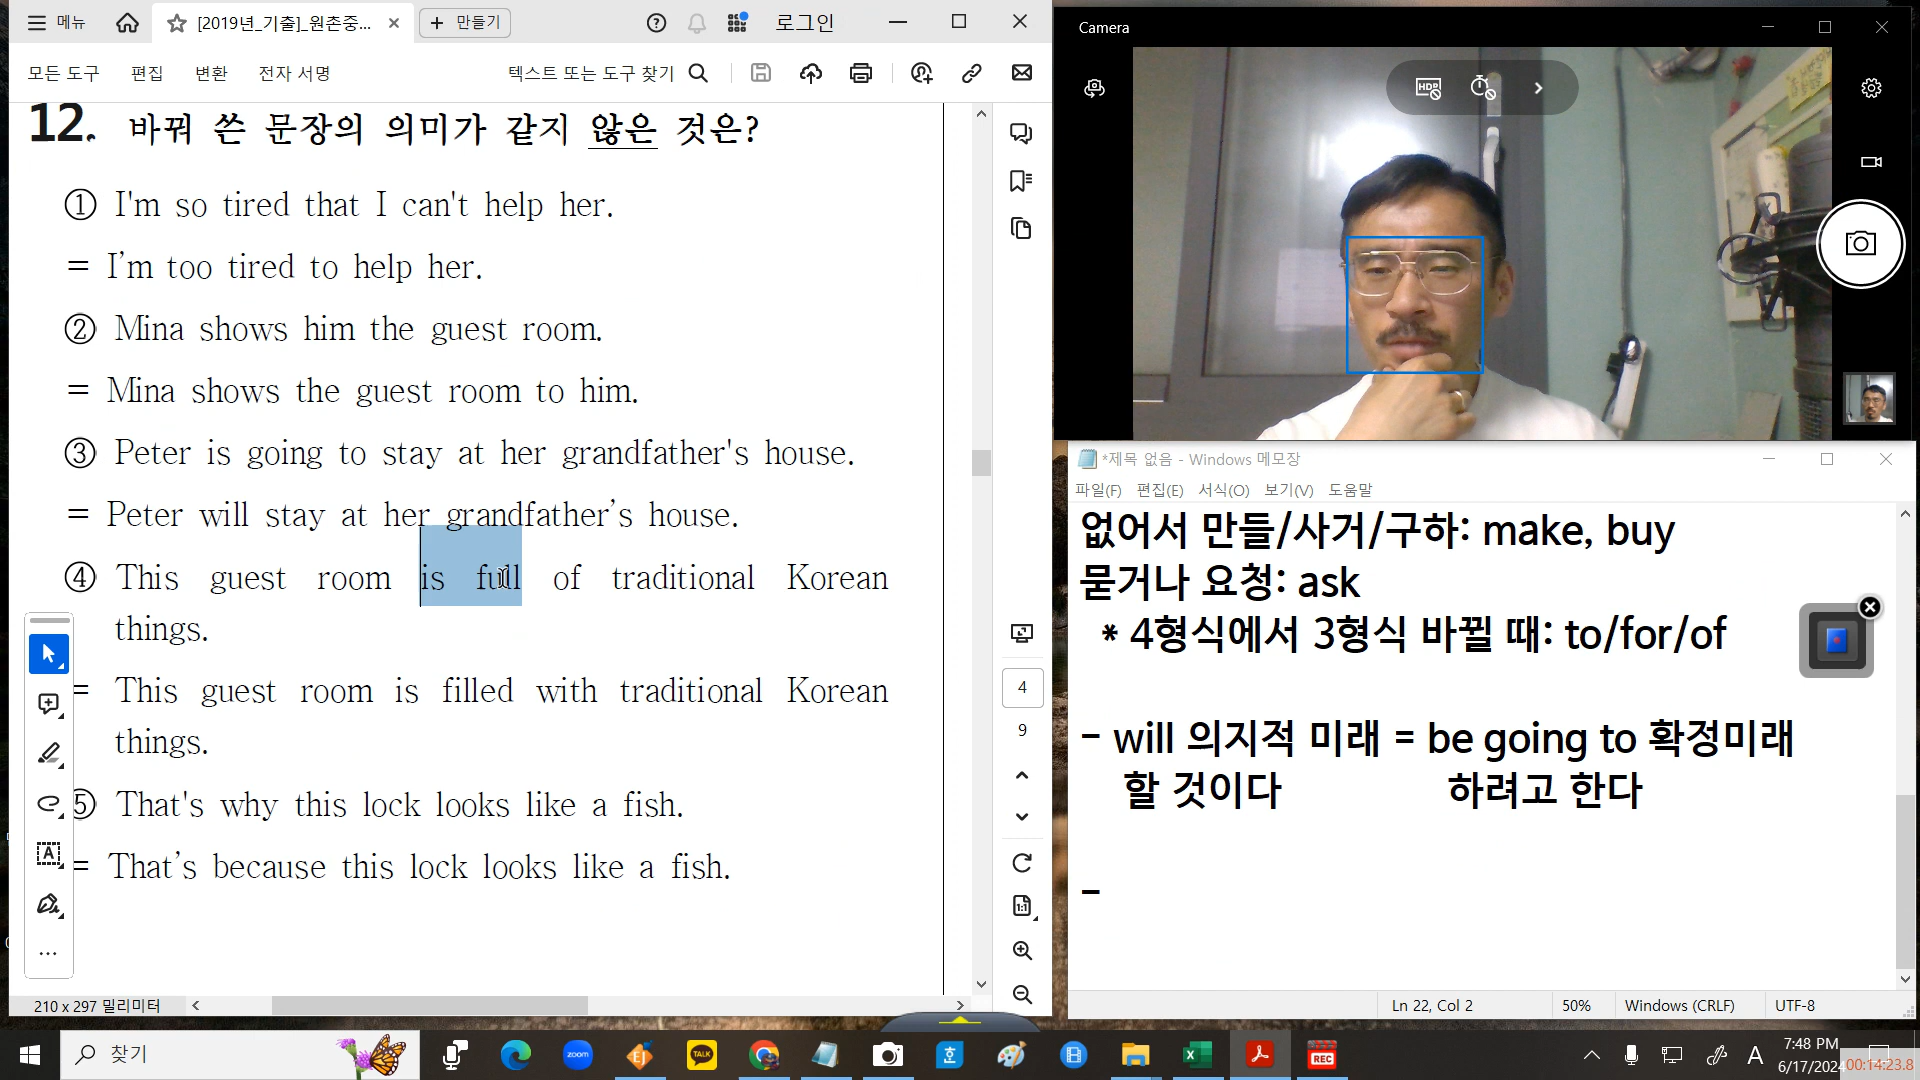 메뉴
[2019년_기출]_원촌중...
만들기
로그인
모든 도구
편집
변환
전자 서명
텍스트 또는 도구 찾기
12. 바꿔 쓴 문장의 의미가 같지 않은 것은?
① I'm so tired that I can't help her.
= I'm too tired to help her.
② Mina shows him the guest room.
= Mina shows the guest room to him.
③ Peter is going to stay at her grandfather's house.
= Peter will stay at her grandfather's house.
④ This guest room is full of traditional Korean
things.
= This guest room is filled with traditional Korean
things.
⑤ That's why this lock looks like a fish.
= That's because this lock looks like a fish.
4
9
210 x 297 밀리미터
Camera
HDR
*제목 없음 - Windows 메모장
파일(F) 편집(E) 서식(O) 보기(V) 도움말
없어서 만들/사거/구하: make, buy
묻거나 요청: ask
* 4형식에서 3형식 바뀔 때: to/for/of
- will 의지적 미래 = be going to 확정미래
할 것이다 하려고 한다
-
Ln 22, Col 2
50%
Windows (CRLF)
UTF-8
찾기
zoom
EJ
TALK
REC
A
7:48 PM
6/17/2024
00:14:23.8